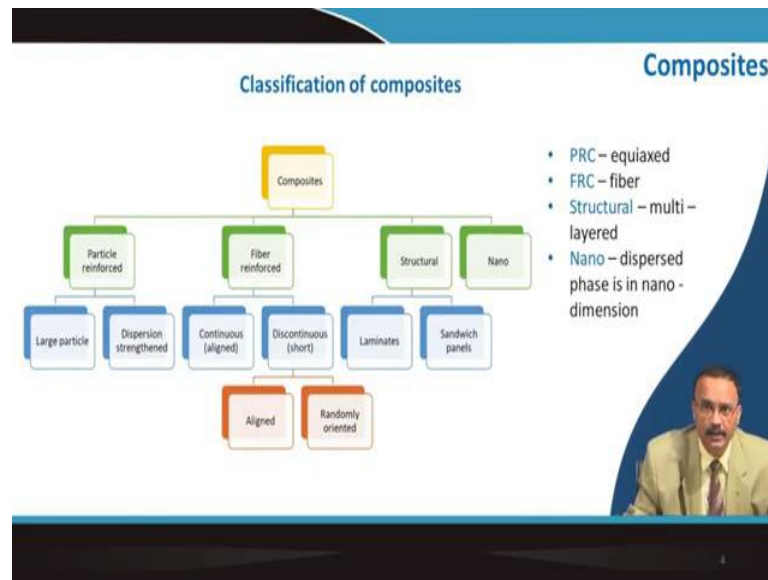 Composites
Classification of composites
Composites
Particle
reinforced
Fiber
reinforced
Structural
Nano
Large particle
Dispersion
strengthened
Continuous
(aligned)
Discontinuous
(short)
Laminates
Sandwich
panels
Aligned
Randomly
oriented
• PRC – equiaxed
• FRC – fiber
• Structural – multi –
layered
• Nano – dispersed
phase is in nano -
dimension
4